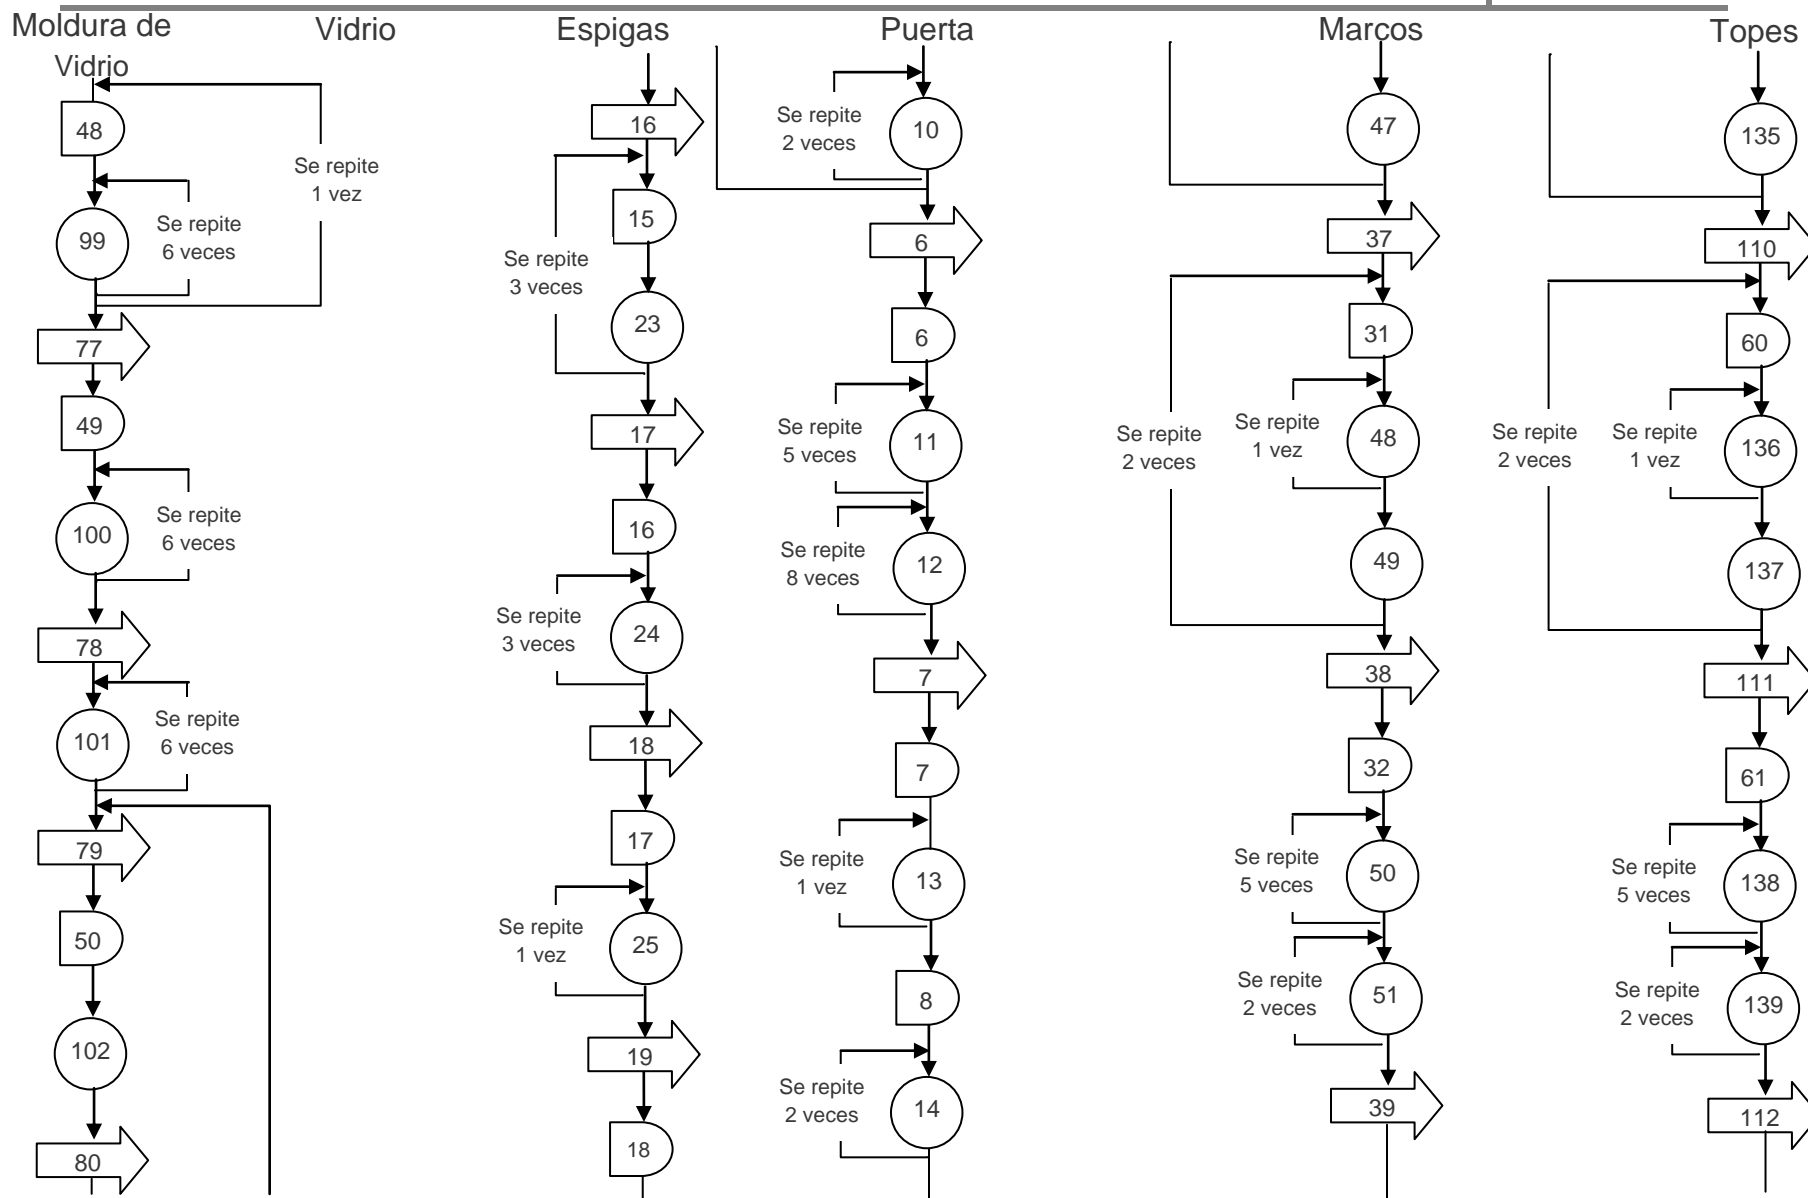 Moldura de
Vidrio
48
Se repite
1 vez
99
Se repite
6 veces
77
49
100
Se repite
6 veces
78
101
Se repite
6 veces
79
50
102
80
Vidrio
Espigas
16
15
Se repite
3 veces
23
17
16
Se repite
3 veces
24
18
17
Se repite
1 vez
25
19
18
Puerta
Se repite
2 veces
10
6
6
Se repite
5 veces
11
Se repite
8 veces
12
7
7
Se repite
1 vez
13
8
Se repite
2 veces
14
Marcos
47
37
31
Se repite
2 veces
Se repite
1 vez
48
49
38
32
Se repite
5 veces
50
Se repite
2 veces
51
39
Topes
135
110
60
Se repite
2 veces
Se repite
1 vez
136
137
111
61
Se repite
5 veces
138
Se repite
2 veces
139
112